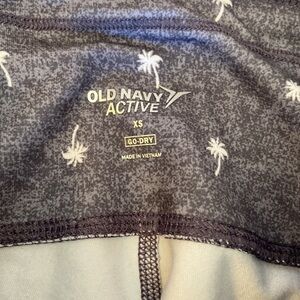 OLD NAVY
ACTIVE
XS
GO-DRY
MADE IN VIETNAM